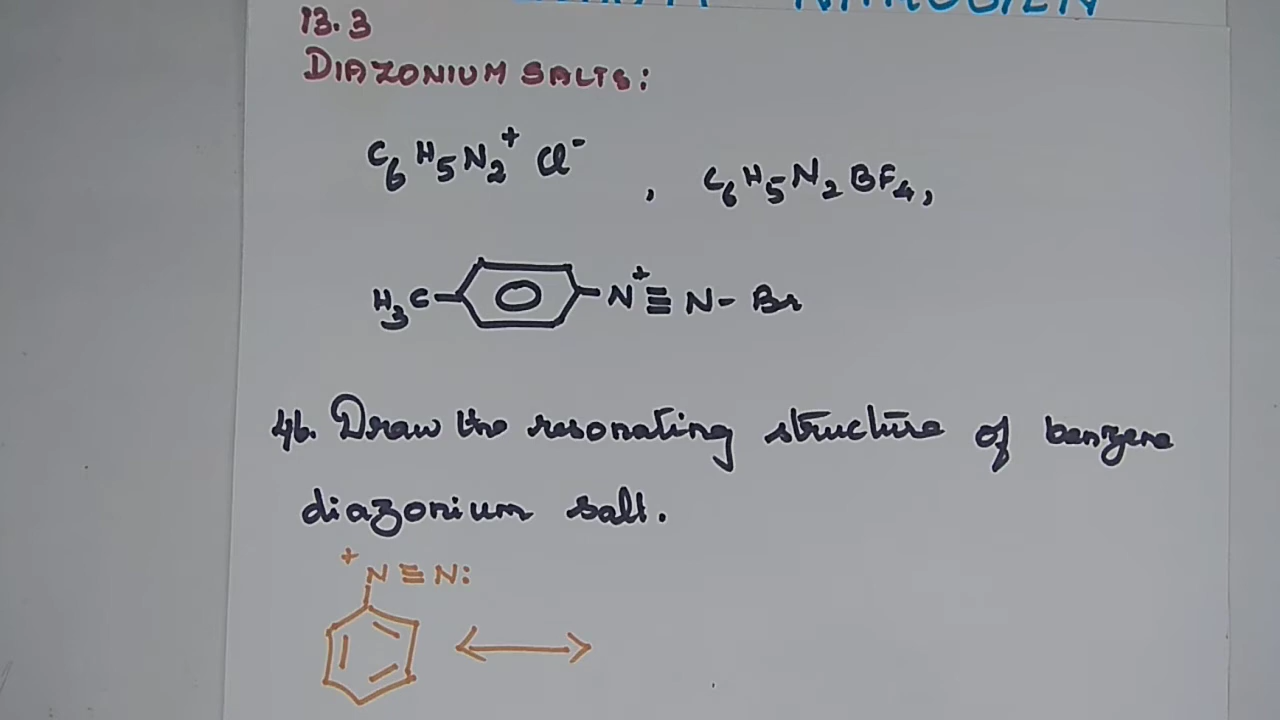 13.3
DIAZONIUM SALTS:
C6H5N2+ Cl-, C6H5N2BF4,
H3C- -N+≡N- Br
46. Draw the resonating structure of benzene
diazonium salt.
+N≡N: